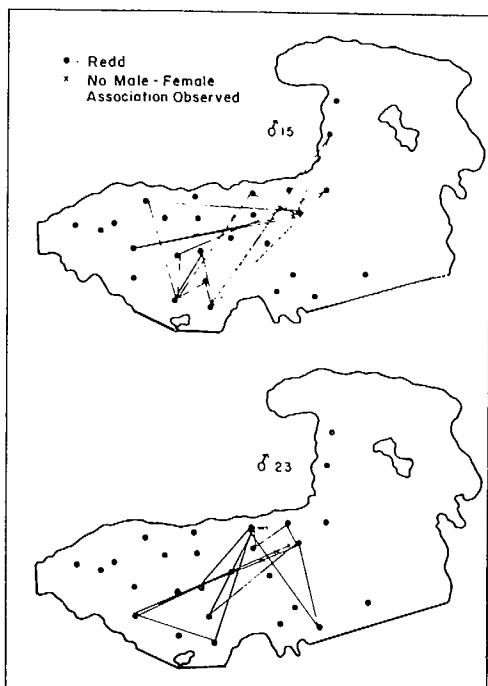 • - Redd
x No Male - Female
Association Observed
♂ 15
♂ 23